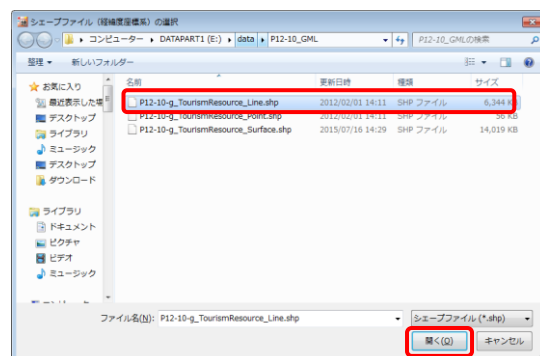 シェープファイル（経緯度座標系）の選択
コンピューター ▸ DATAPART1 (E:) ▸ data ▸ P12-10_GML
P12-10_GMLの検索
整理 新しいフォルダー
名前 更新日時 種類 サイズ
P12-10-g_TourismResource_Line.shp 2012/02/01 14:11 SHP ファイル 6,344 KB
P12-10-g_TourismResource_Point.shp 2012/02/01 14:11 SHP ファイル 56 KB
P12-10-g_TourismResource_Surface.shp 2015/07/16 14:29 SHP ファイル 14,019 KB
お気に入り
最近表示した場
デスクトップ
ライブラリ
ミュージック
デスクトップ
ダウンロード
ライブラリ
ドキュメント
ピクチャ
ビデオ
ミュージック
ファイル名(N): P12-10-g_TourismResource_Line.shp
シェープファイル (*.shp)
開く(O) キャンセル